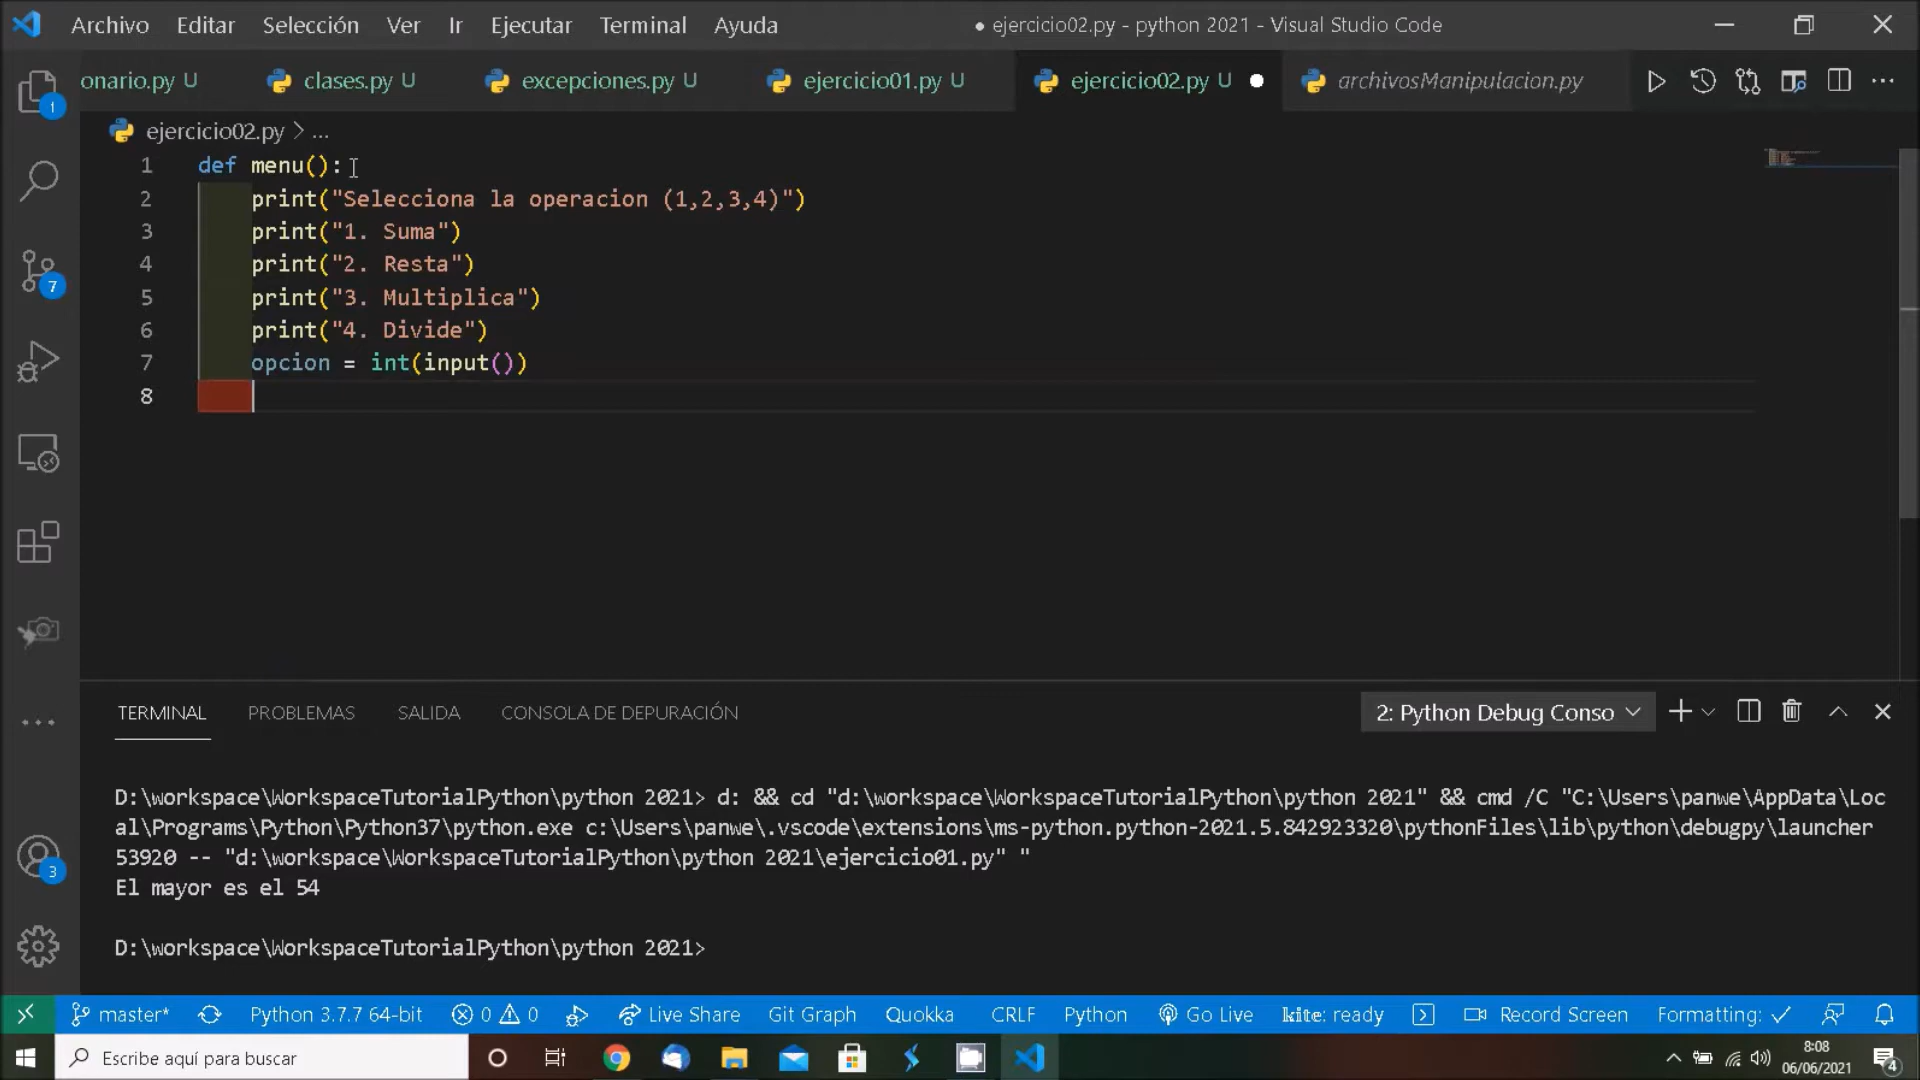 Archivo Editar Selección Ver Ir Ejecutar Terminal Ayuda ● ejercicio02.py - python 2021 - Visual Studio Code
onario.py U clases.py U excepciones.py U ejercicio01.py U ejercicio02.py U archivosManipulacion.py
1
ejercicio02.py > ...
1 def menu():
2 print("Selecciona la operacion (1,2,3,4)")
3 print("1. Suma")
4 print("2. Resta")
5 print("3. Multiplica")
6 print("4. Divide")
7 opcion = int(input())
8
7
TERMINAL PROBLEMAS SALIDA CONSOLA DE DEPURACIÓN 2: Python Debug Conso
D:\workspace\WorkspaceTutorialPython\python 2021> d: && cd "d:\workspace\WorkspaceTutorialPython\python 2021" && cmd /C "C:\Users\panwe\AppData\Loc
al\Programs\Python\Python37\python.exe c:\Users\panwe\.vscode\extensions\ms-python.python-2021.5.842923320\pythonFiles\lib\python\debugpy\launcher
53920 -- "d:\workspace\WorkspaceTutorialPython\python 2021\ejercicio01.py" "
El mayor es el 54
D:\workspace\WorkspaceTutorialPython\python 2021>
3
master* Python 3.7.7 64-bit 0 0 Live Share Git Graph Quokka CRLF Python Go Live kite: ready Record Screen Formatting: ✓
Escribe aquí para buscar
8:08
06/06/2021
4